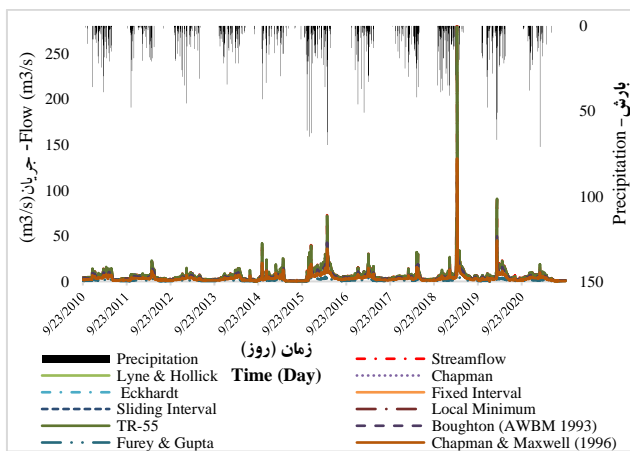 250
200
150
100
50
0
جریان- Flow (m3/s)
(m3/s)
0
50
100
150
بارش – Precipitation
9/23/2010
9/23/2011
9/23/2012
9/23/2013
9/23/2014
9/23/2015
9/23/2016
9/23/2017
9/23/2018
9/23/2019
9/23/2020
زمان (روز)
Time (Day)
Precipitation
Streamflow
Lyne & Hollick
Chapman
Eckhardt
Fixed Interval
Sliding Interval
Local Minimum
TR-55
Boughton (AWBM 1993)
Furey & Gupta
Chapman & Maxwell (1996)